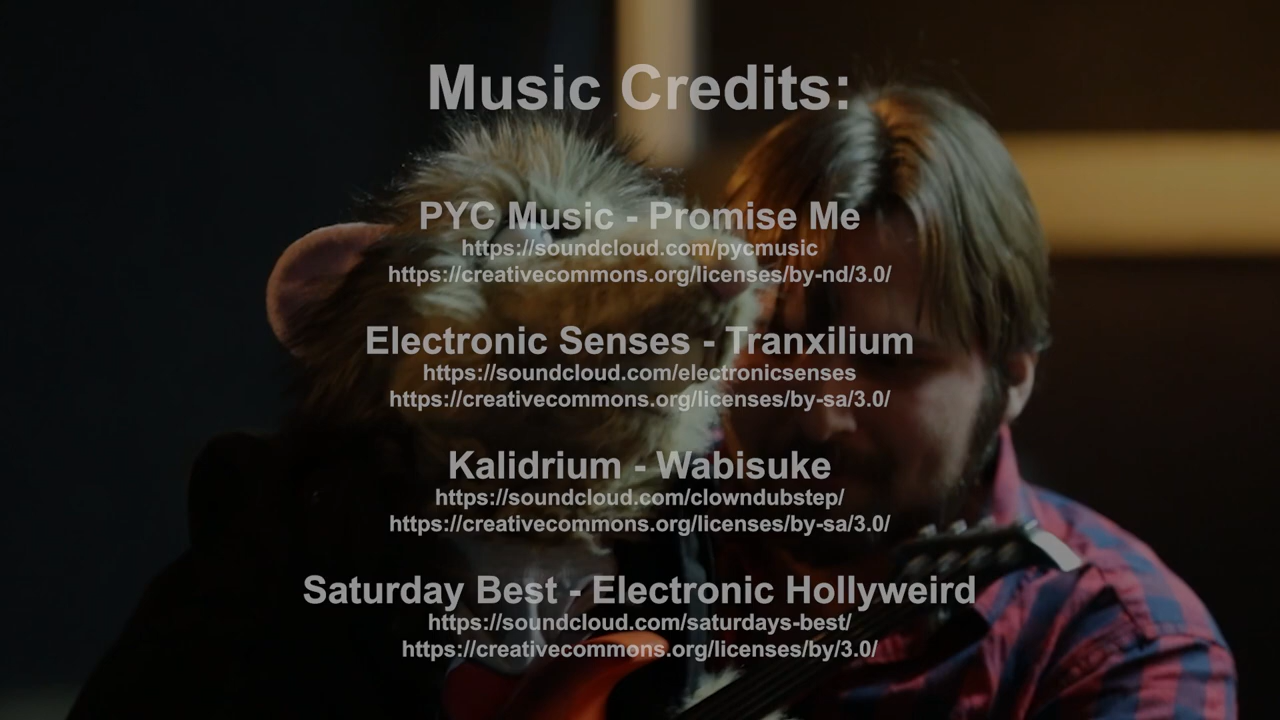 Music Credits:
PYC Music - Promise Me
https://soundcloud.com/pycmusic
https://creativecommons.org/licenses/by-nd/3.0/
Electronic Senses - Tranxilium
https://soundcloud.com/electronicsenses
https://creativecommons.org/licenses/by-sa/3.0/
Kalidrium - Wabisuke
https://soundcloud.com/clowndubstep/
https://creativecommons.org/licenses/by-sa/3.0/
Saturday Best - Electronic Hollyweird
https://soundcloud.com/saturdays-best/
https://creativecommons.org/licenses/by/3.0/